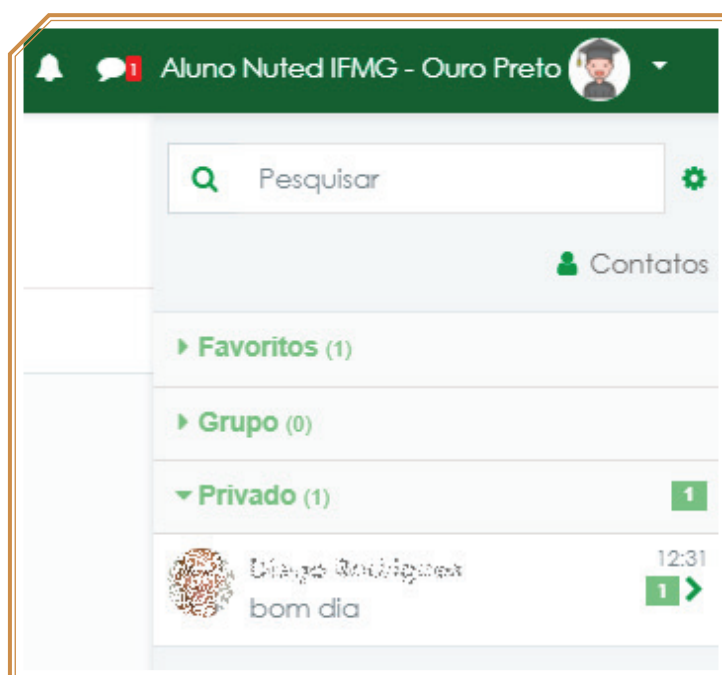 1 Aluno Nuted IFMG - Ouro Preto
Pesquisar
Contatos
Favoritos (1)
Grupo (0)
Privado (1) 1
12:31
bom dia 1